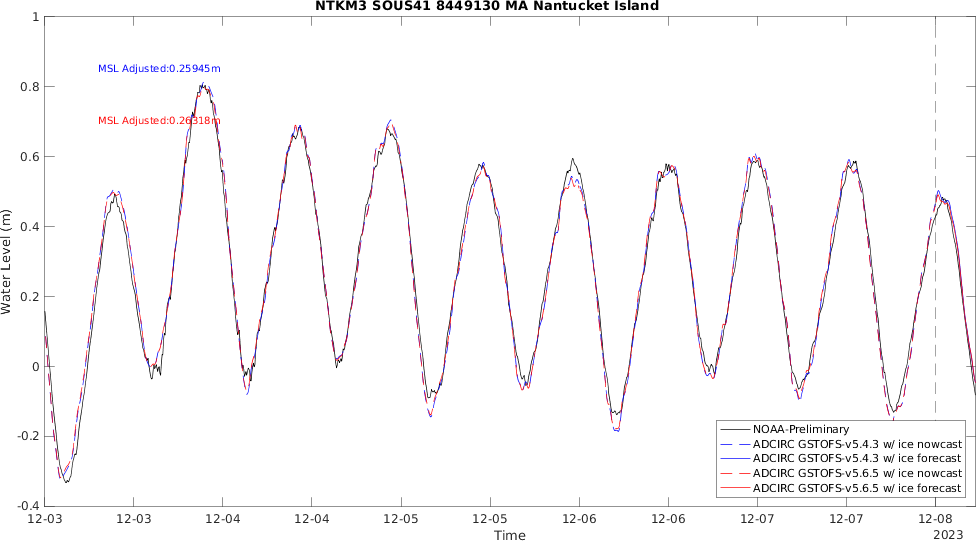 NTKM3 SOUS41 8449130 MA Nantucket Island
1
0.8
0.6
0.4
0.2
0
-0.2
-0.4
Water Level (m)
MSL Adjusted:0.25945m
MSL Adjusted:0.26318m
NOAA-Preliminary
ADCIRC GSTOFS-v5.4.3 w/ ice nowcast
ADCIRC GSTOFS-v5.4.3 w/ ice forecast
ADCIRC GSTOFS-v5.6.5 w/ ice nowcast
ADCIRC GSTOFS-v5.6.5 w/ ice forecast
12-03 12-03 12-04 12-04 12-05 12-05 12-06 12-06 12-07 12-07 12-08
2023
Time